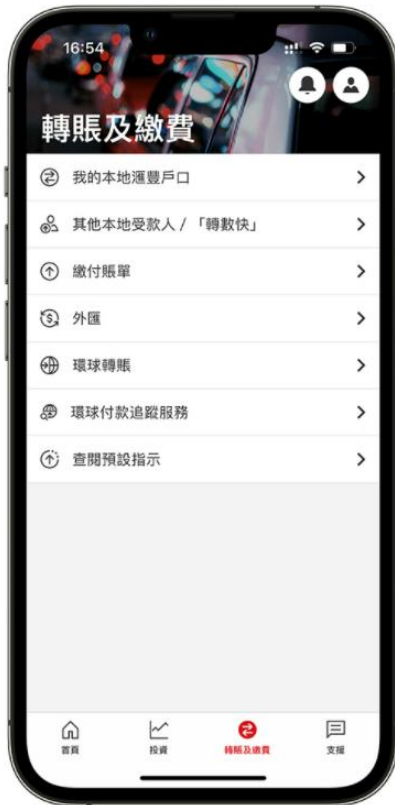 16:54
轉賬及繳費
我的本地滙豐戶口
其他本地受款人 / 「轉數快」
繳付賬單
外匯
環球轉賬
環球付款追蹤服務
查閱預設指示
首頁
投資
轉賬及繳費
支援